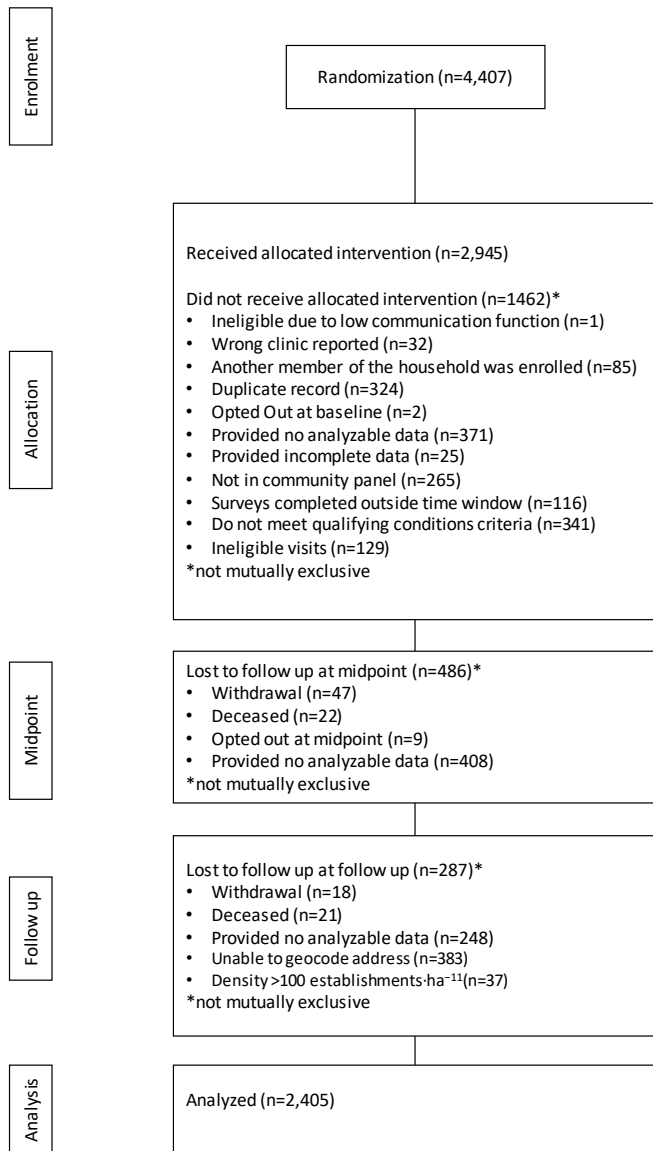 Enrolment
Randomization (n=4,407)
Allocation
Received allocated intervention (n=2,945)
Did not receive allocated intervention (n=1462)*
• Ineligible due to low communication function (n=1)
• Wrong clinic reported (n=32)
• Another member of the household was enrolled (n=85)
• Duplicate record (n=324)
• Opted Out at baseline (n=2)
• Provided no analyzable data (n=371)
• Provided incomplete data (n=25)
• Not in community panel (n=265)
• Surveys completed outside time window (n=116)
• Do not meet qualifying conditions criteria (n=341)
• Ineligible visits (n=129)
*not mutually exclusive
Midpoint
Lost to follow up at midpoint (n=486)*
• Withdrawal (n=47)
• Deceased (n=22)
• Opted out at midpoint (n=9)
• Provided no analyzable data (n=408)
*not mutually exclusive
Follow up
Lost to follow up at follow up (n=287)*
• Withdrawal (n=18)
• Deceased (n=21)
• Provided no analyzable data (n=248)
• Unable to geocode address (n=383)
• Density >100 establishments·ha⁻¹¹(n=37)
*not mutually exclusive
Analysis
Analyzed (n=2,405)